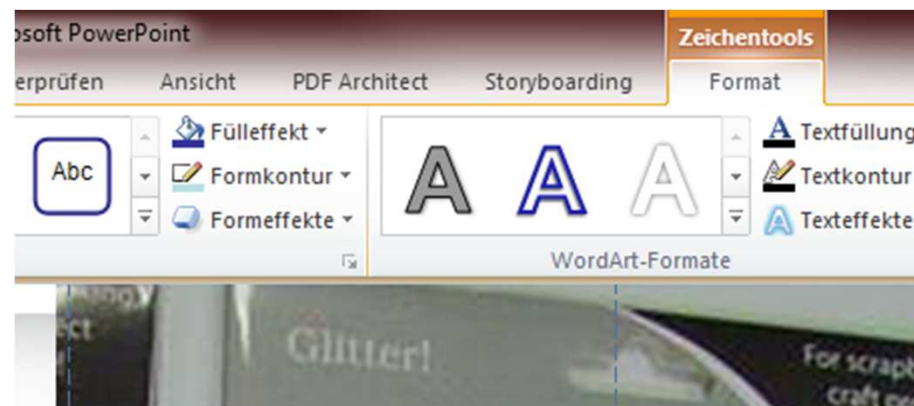 osoft PowerPoint
Zeichentools
erprüfen Ansicht PDF Architect Storyboarding Format
Abc
Fülleffekt
Formkontur
Formeffekte
A A A
Textfüllung
Textkontur
Texteffekte
WordArt-Formate
Glitter!
For scrapb
craft